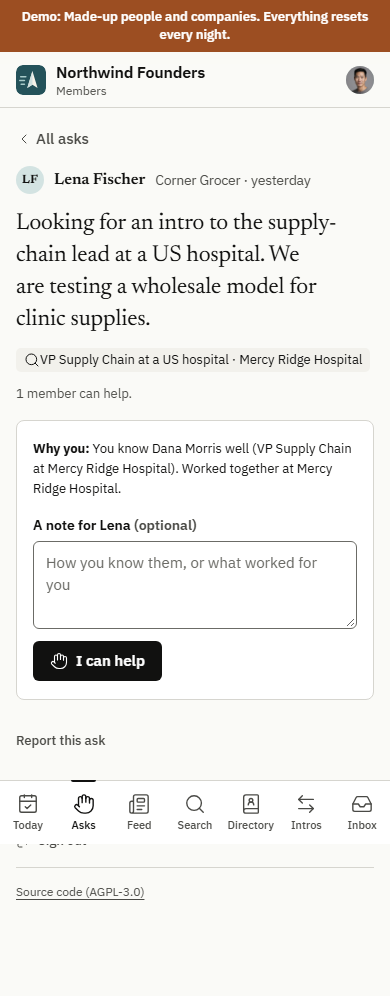 Demo: Made-up people and companies. Everything resets
every night.
Northwind Founders
Members
All asks
LF
Lena Fischer
Corner Grocer · yesterday
Looking for an intro to the supply-
chain lead at a US hospital. We
are testing a wholesale model for
clinic supplies.
VP Supply Chain at a US hospital · Mercy Ridge Hospital
1 member can help.
Why you: You know Dana Morris well (VP Supply Chain
at Mercy Ridge Hospital). Worked together at Mercy
Ridge Hospital.
A note for Lena (optional)
How you know them, or what worked for
you
I can help
Report this ask
Today
Asks
Feed
Search
Directory
Intros
Inbox
Source code (AGPL-3.0)